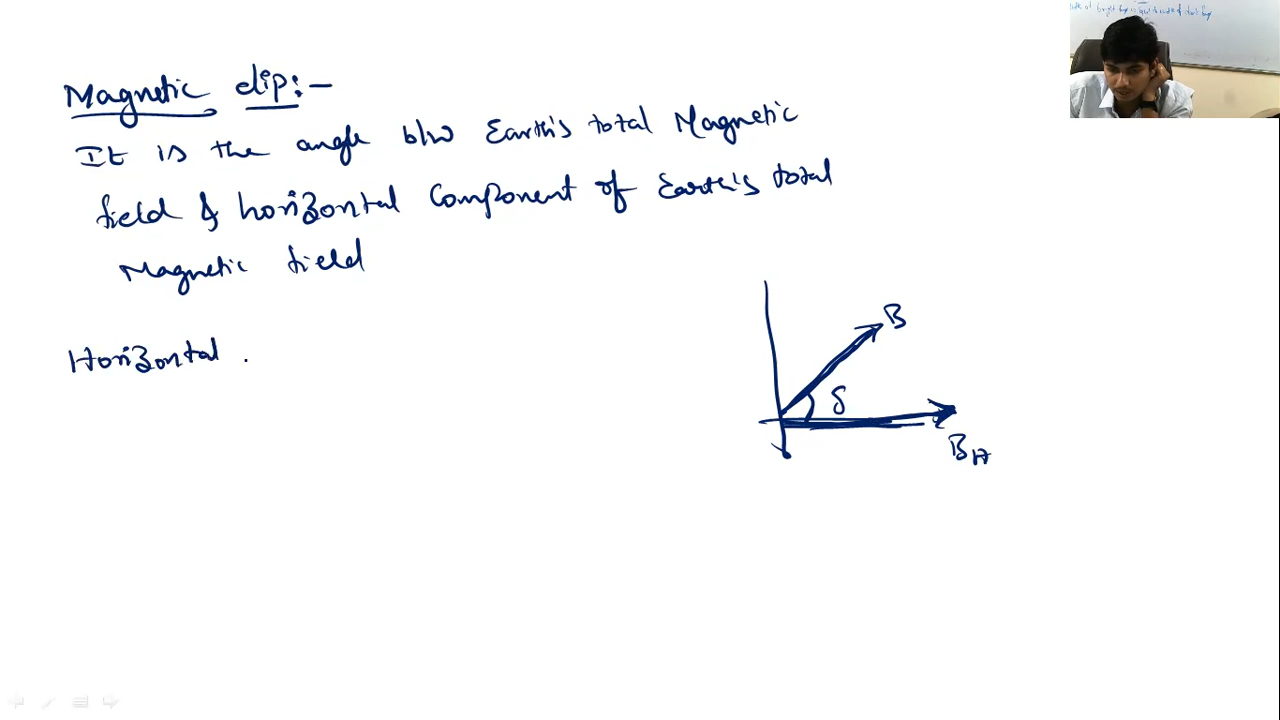 Magnetic dip:-
It is the angle b/w Earth's total Magnetic
field & horizontal component of Earth's total
Magnetic field
Horizontal .
B
δ
BH